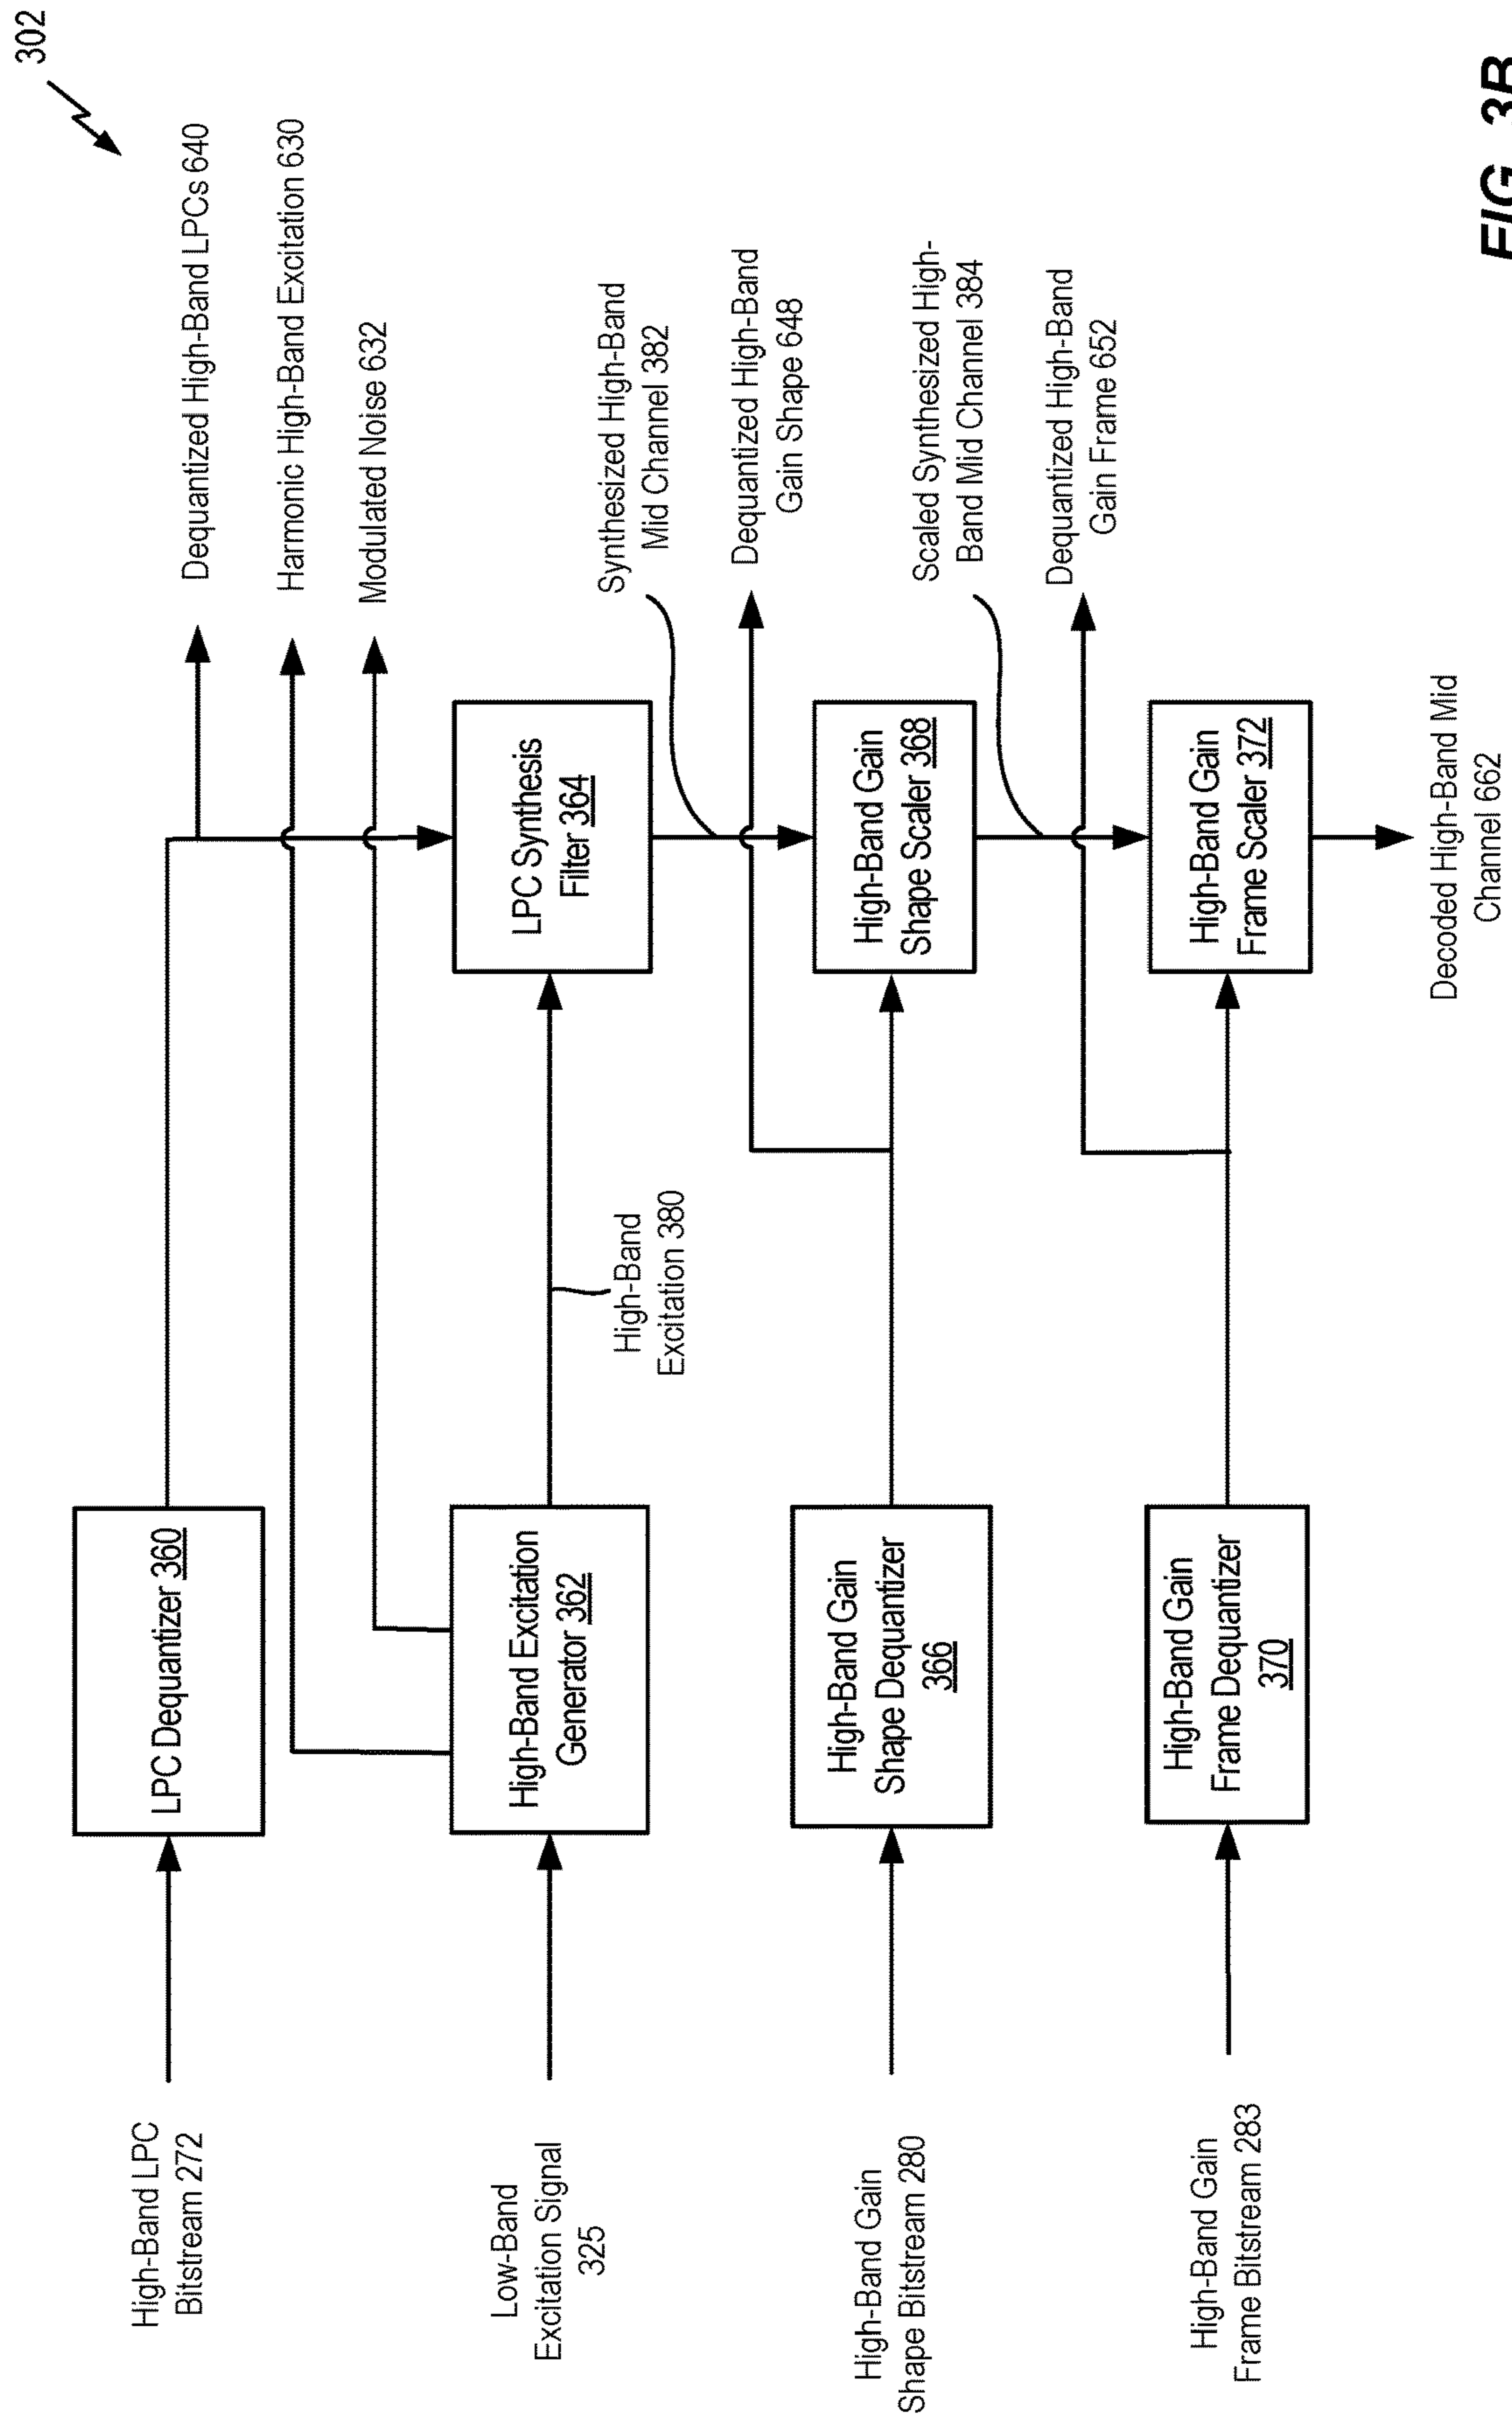 302
Dequantized High-Band LPCs 640
Harmonic High-Band Excitation 630
Modulated Noise 632
High-Band LPC
Bitstream 272
LPC Dequantizer 360
Low-Band
Excitation Signal
325
High-Band Excitation
Generator 362
High-Band
Excitation 380
LPC Synthesis
Filter 364
Synthesized High-Band
Mid Channel 382
Dequantized High-Band
Gain Shape 648
High-Band Gain
Shape Bitstream 280
High-Band Gain
Shape Dequantizer
366
High-Band Gain
Shape Scaler 368
Scaled Synthesized High-
Band Mid Channel 384
Dequantized High-Band
Gain Frame 652
High-Band Gain
Frame Bitstream 283
High-Band Gain
Frame Dequantizer
370
High-Band Gain
Frame Scaler 372
Decoded High-Band Mid
Channel 662
FIG. 3B